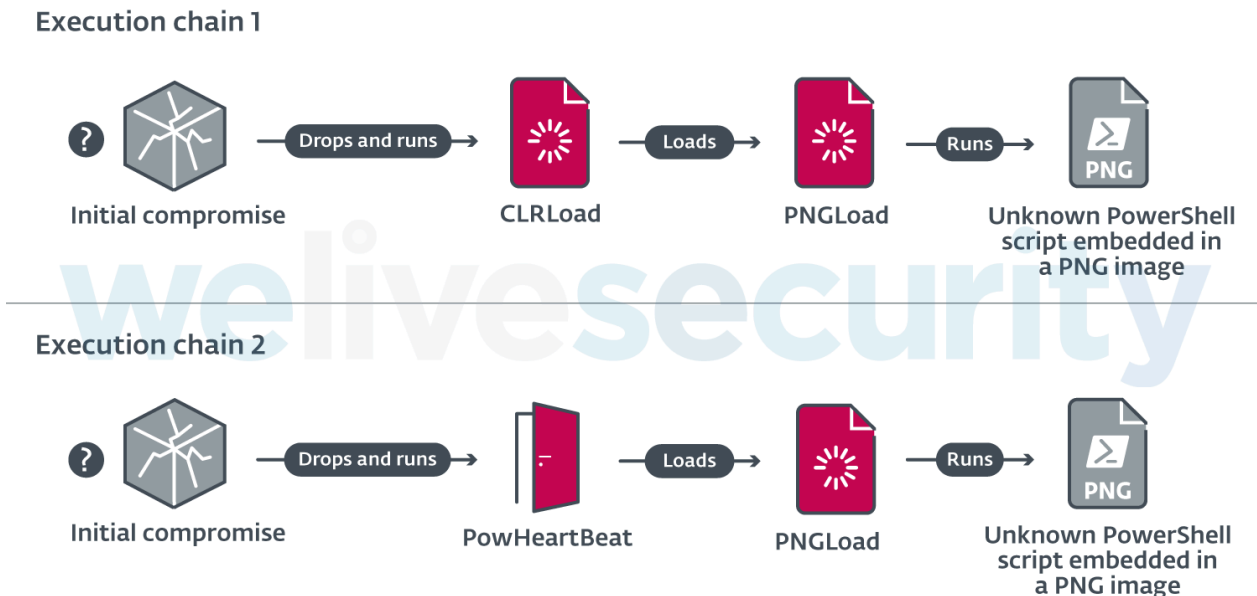 Execution chain 1
?
Drops and runs
Loads
Runs
PNG
Initial compromise
CLRLoad
PNGLoad
Unknown PowerShell
script embedded in
a PNG image
welivesecurity
Execution chain 2
?
Drops and runs
Loads
Runs
PNG
Initial compromise
PowHeartBeat
PNGLoad
Unknown PowerShell
script embedded in
a PNG image